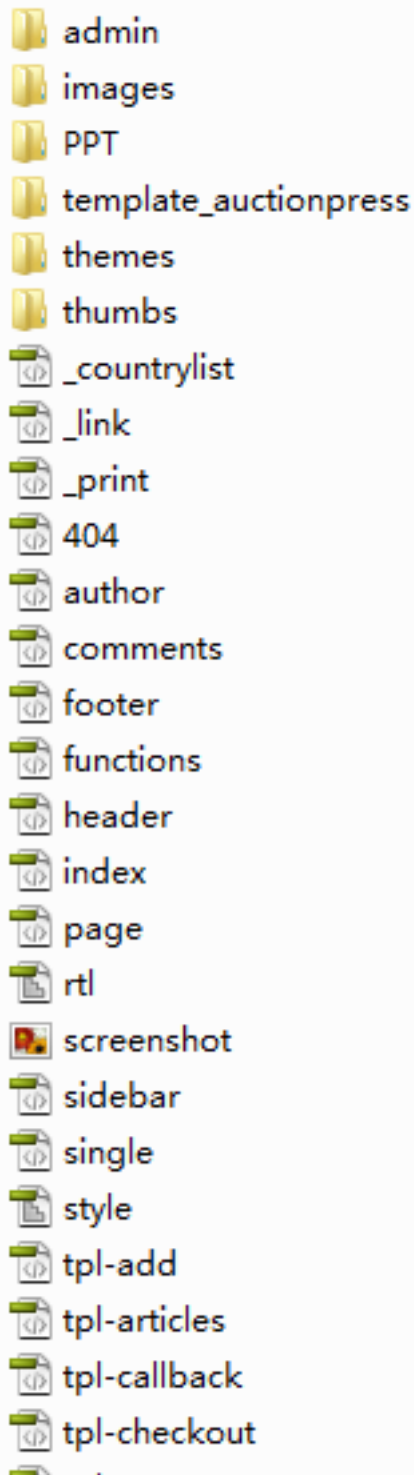 admin
images
PPT
template_auctionpress
themes
thumbs
_countrylist
_link
_print
404
author
comments
footer
functions
header
index
page
rtl
screenshot
sidebar
single
style
tpl-add
tpl-articles
tpl-callback
tpl-checkout